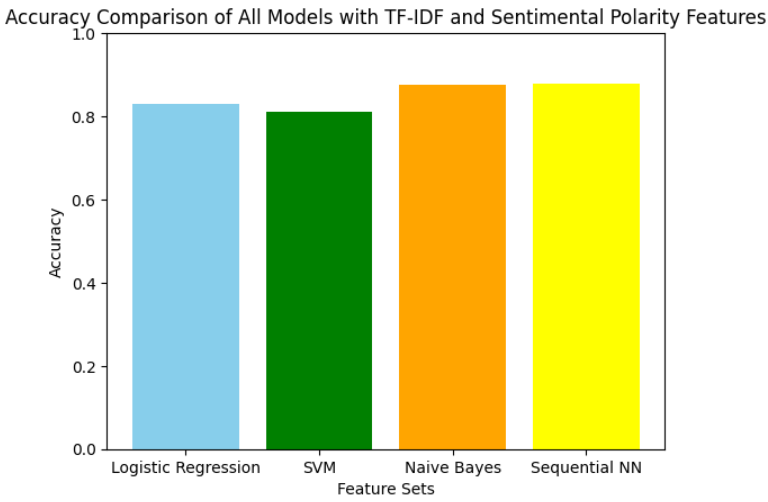 Accuracy Comparison of All Models with TF-IDF and Sentimental Polarity Features
1.0
0.8
0.6
0.4
0.2
0.0
Accuracy
Logistic Regression SVM Naive Bayes Sequential NN
Feature Sets